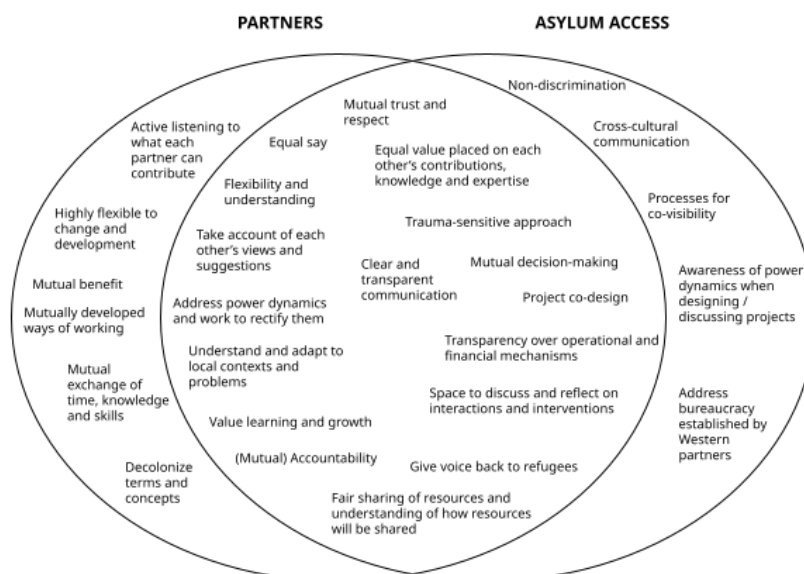 PARTNERS
ASYLUM ACCESS
Active listening to
what each
partner can
contribute
Highly flexible to
change and
development
Mutual benefit
Mutually developed
ways of working
Mutual
exchange of
time, knowledge
and skills
Decolonize
terms and
concepts
Mutual trust and
respect
Equal say
Equal value placed on each
other's contributions,
knowledge and expertise
Flexibility and
understanding
Trauma-sensitive approach
Take account of each
other's views and
suggestions
Clear and
transparent
communication
Mutual decision-making
Project co-design
Address power dynamics
and work to rectify them
Transparency over operational and
financial mechanisms
Understand and adapt to
local contexts and
problems
Space to discuss and reflect on
interactions and interventions
Value learning and growth
(Mutual) Accountability
Give voice back to refugees
Fair sharing of resources and
understanding of how resources
will be shared
Non-discrimination
Cross-cultural
communication
Processes for
co-visibility
Awareness of power
dynamics when
designing /
discussing projects
Address
bureaucracy
established by
Western
partners